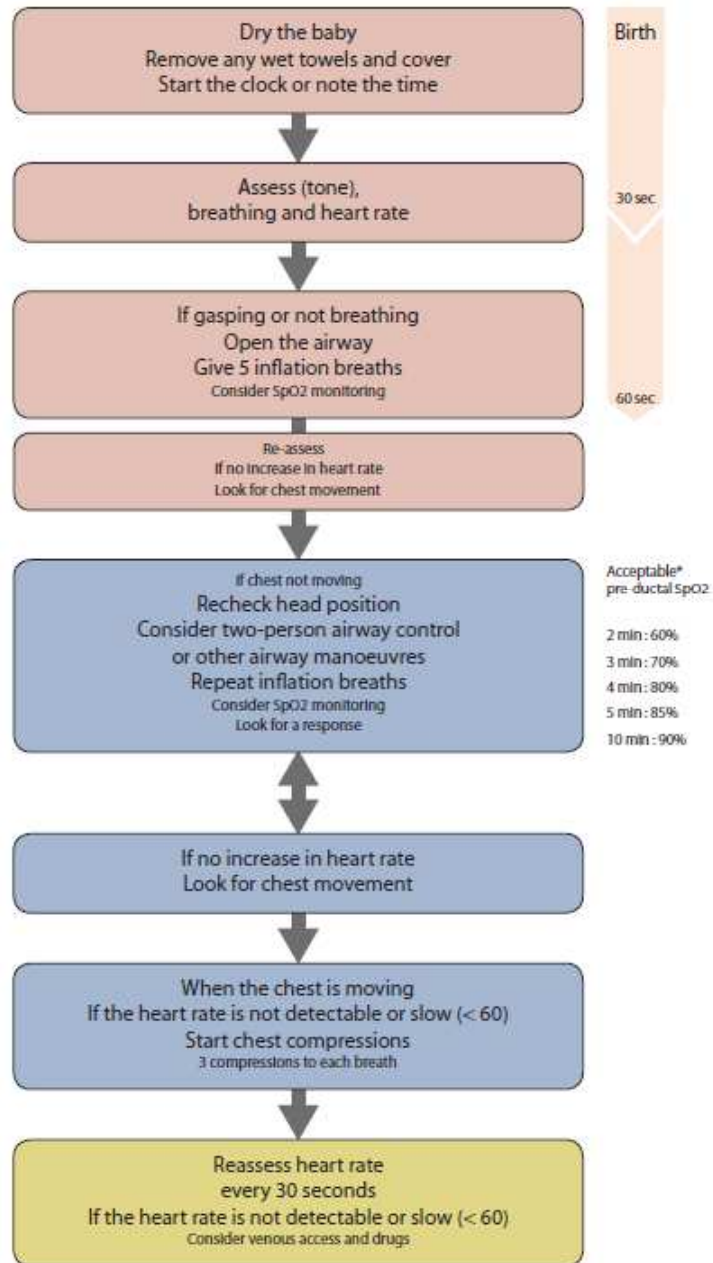 Dry the baby
Remove any wet towels and cover
Start the clock or note the time
Birth
Assess (tone),
breathing and heart rate
30 sec
If gasping or not breathing
Open the airway
Give 5 inflation breaths
Consider SpO2 monitoring
60 sec
Re-assess
If no increase in heart rate
Look for chest movement
If chest not moving
Recheck head position
Consider two-person airway control
or other airway manoeuvres
Repeat inflation breaths
Consider SpO2 monitoring
Look for a response
Acceptable*
pre-ductal SpO2
2 min : 60%
3 min : 70%
4 min : 80%
5 min : 85%
10 min : 90%
If no increase in heart rate
Look for chest movement
When the chest is moving
If the heart rate is not detectable or slow (< 60)
Start chest compressions
3 compressions to each breath
Reassess heart rate
every 30 seconds
If the heart rate is not detectable or slow (< 60)
Consider venous access and drugs